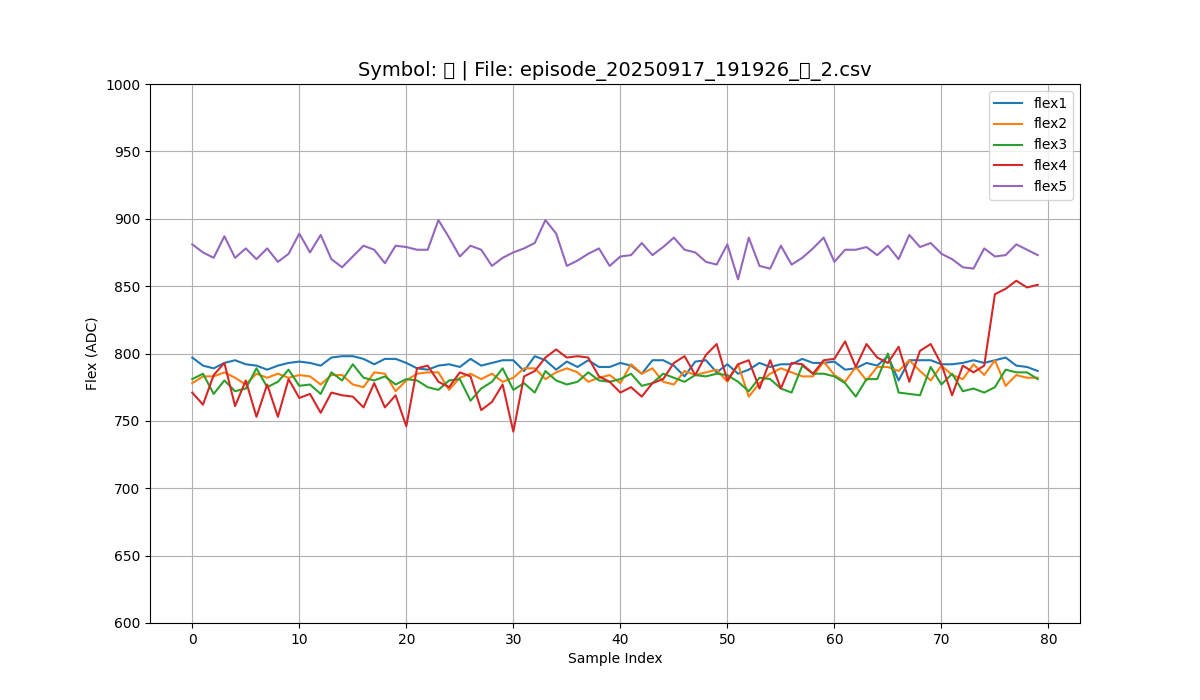 Symbol: | File: episode_20250917_191926_ _2.csv
1000
950
900
850
800
750
700
650
600
Flex (ADC)
0 10 20 30 40 50 60 70 80
Sample Index
flex1
flex2
flex3
flex4
flex5